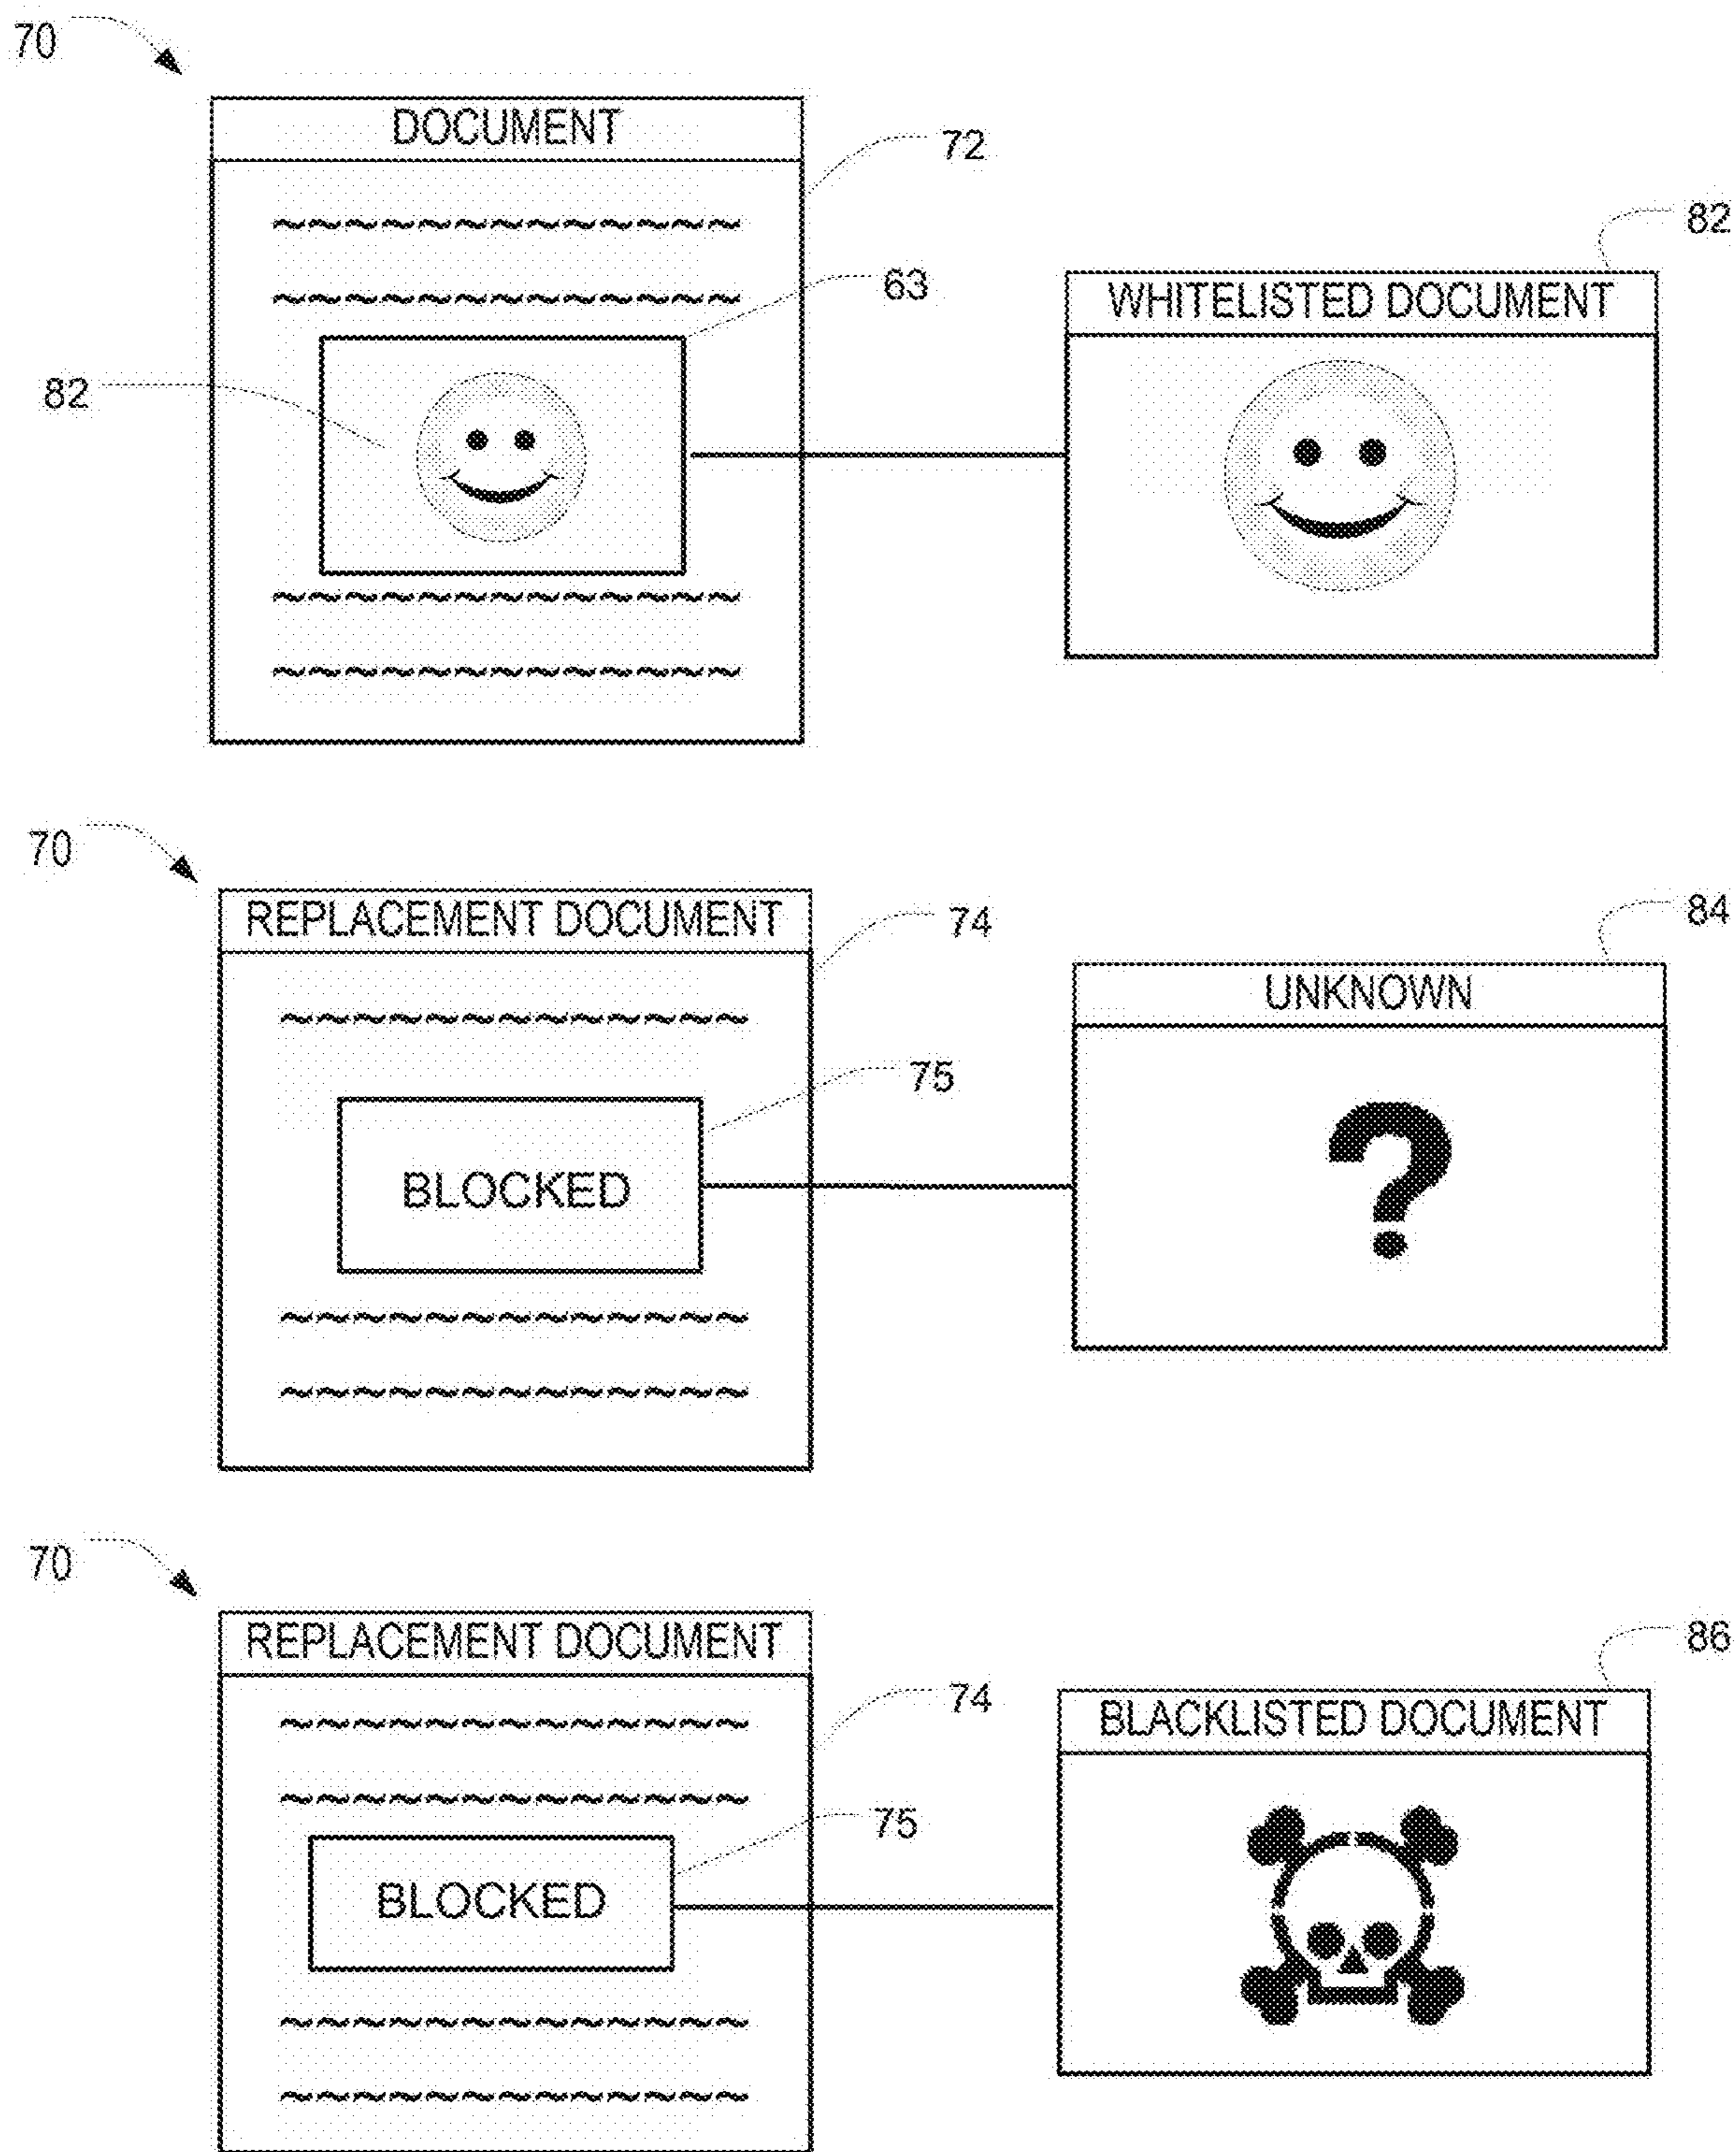 70
DOCUMENT
72
82
WHITELISTED DOCUMENT
63
82
70
REPLACEMENT DOCUMENT
74
84
UNKNOWN
75
BLOCKED
?
70
REPLACEMENT DOCUMENT
74
86
BLACKLISTED DOCUMENT
75
BLOCKED